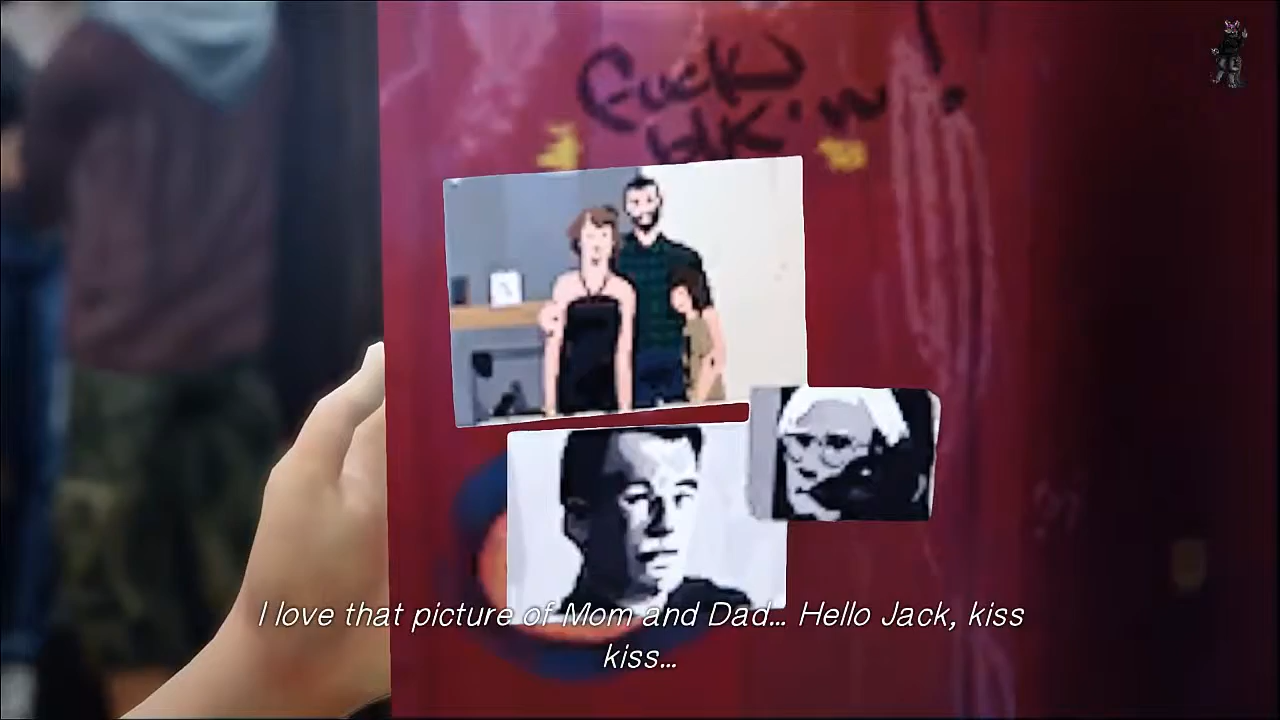 Fuck
I love that picture of Mom and Dad... Hello Jack, kiss
kiss...